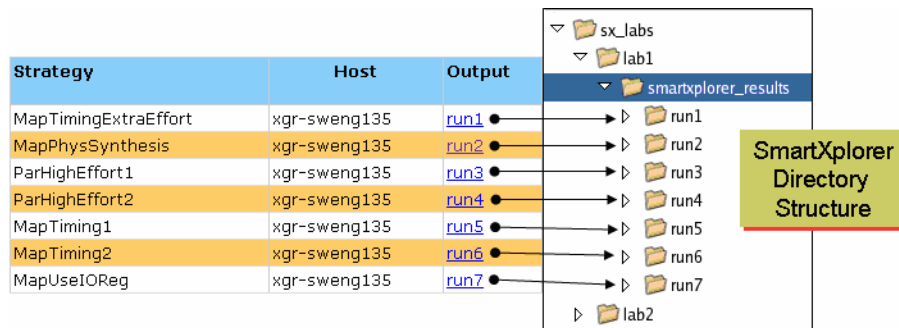 Strategy Host Output
MapTimingExtraEffort xgr-sweng135 run1
MapPhysSynthesis xgr-sweng135 run2
ParHighEffort1 xgr-sweng135 run3
ParHighEffort2 xgr-sweng135 run4
MapTiming1 xgr-sweng135 run5
MapTiming2 xgr-sweng135 run6
MapUseIOReg xgr-sweng135 run7
sx_labs
lab1
smartxplorer_results
run1
run2
run3
run4
run5
run6
run7
lab2
SmartXplorer
Directory
Structure